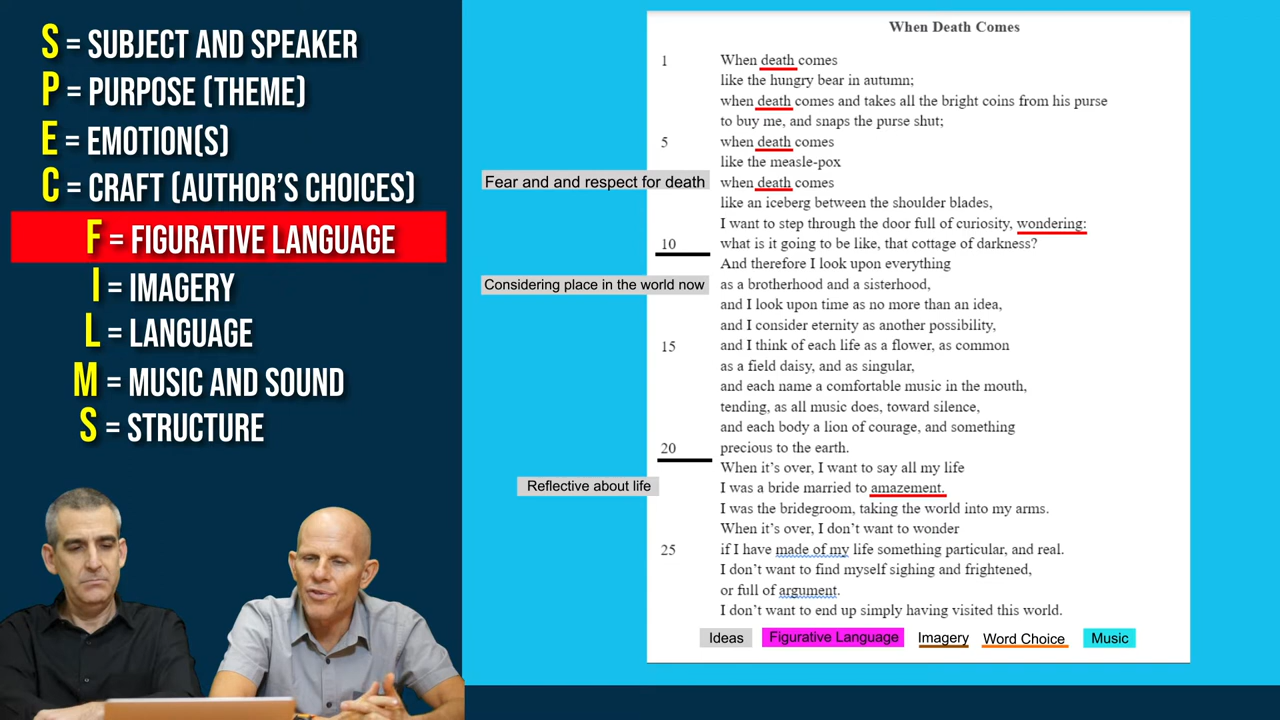 S = SUBJECT AND SPEAKER
P = PURPOSE (THEME)
E = EMOTION(S)
C = CRAFT (AUTHOR'S CHOICES)
F = FIGURATIVE LANGUAGE
I = IMAGERY
L = LANGUAGE
M = MUSIC AND SOUND
S = STRUCTURE
When Death Comes
1 When death comes
like the hungry bear in autumn;
when death comes and takes all the bright coins from his purse
to buy me, and snaps the purse shut;
5 when death comes
like the measle-pox
Fear and and respect for death
when death comes
like an iceberg between the shoulder blades,
I want to step through the door full of curiosity, wondering:
10 what is it going to be like, that cottage of darkness?
And therefore I look upon everything
Considering place in the world now
as a brotherhood and a sisterhood,
and I look upon time as no more than an idea,
and I consider eternity as another possibility,
15 and I think of each life as a flower, as common
as a field daisy, and as singular,
and each name a comfortable music in the mouth,
tending, as all music does, toward silence,
and each body a lion of courage, and something
20 precious to the earth.
When it's over, I want to say all my life
Reflective about life
I was a bride married to amazement.
I was the bridegroom, taking the world into my arms.
When it's over, I don't want to wonder
25 if I have made of my life something particular, and real.
I don't want to find myself sighing and frightened,
or full of argument.
I don't want to end up simply having visited this world.
Ideas Figurative Language Imagery Word Choice Music